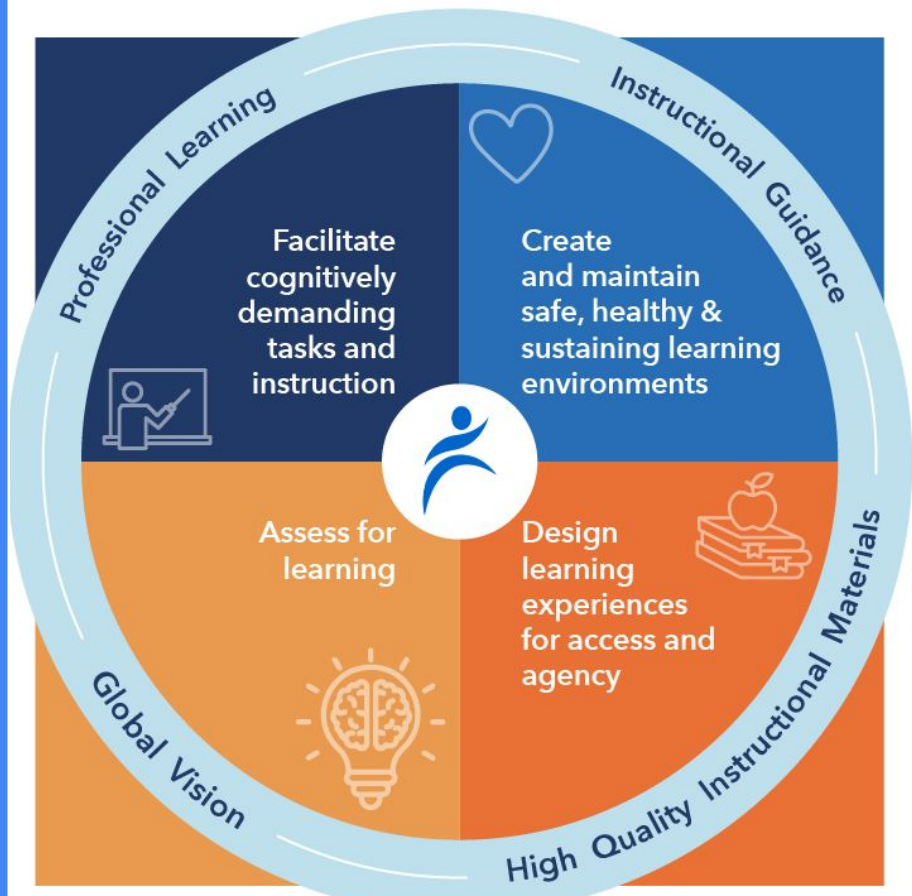 Professional Learning
Instructional Guidance
Facilitate
cognitively
demanding
tasks and
instruction
Create
and maintain
safe, healthy &
sustaining learning
environments
Assess for
learning
Design
learning
experiences
for access and
agency
Global Vision
High Quality Instructional Materials